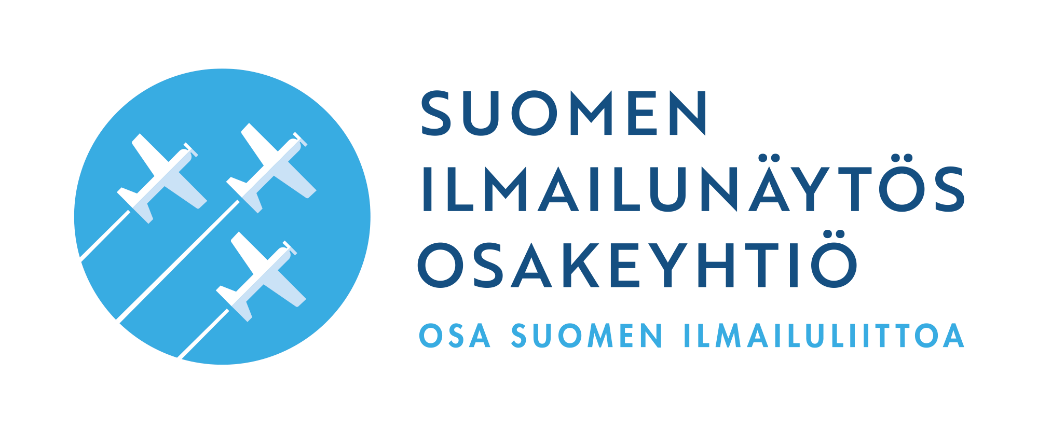 SUOMEN
ILMAILUNÄYTÖS
OSAKEYHTIÖ
OSA SUOMEN ILMAILULIITTOA